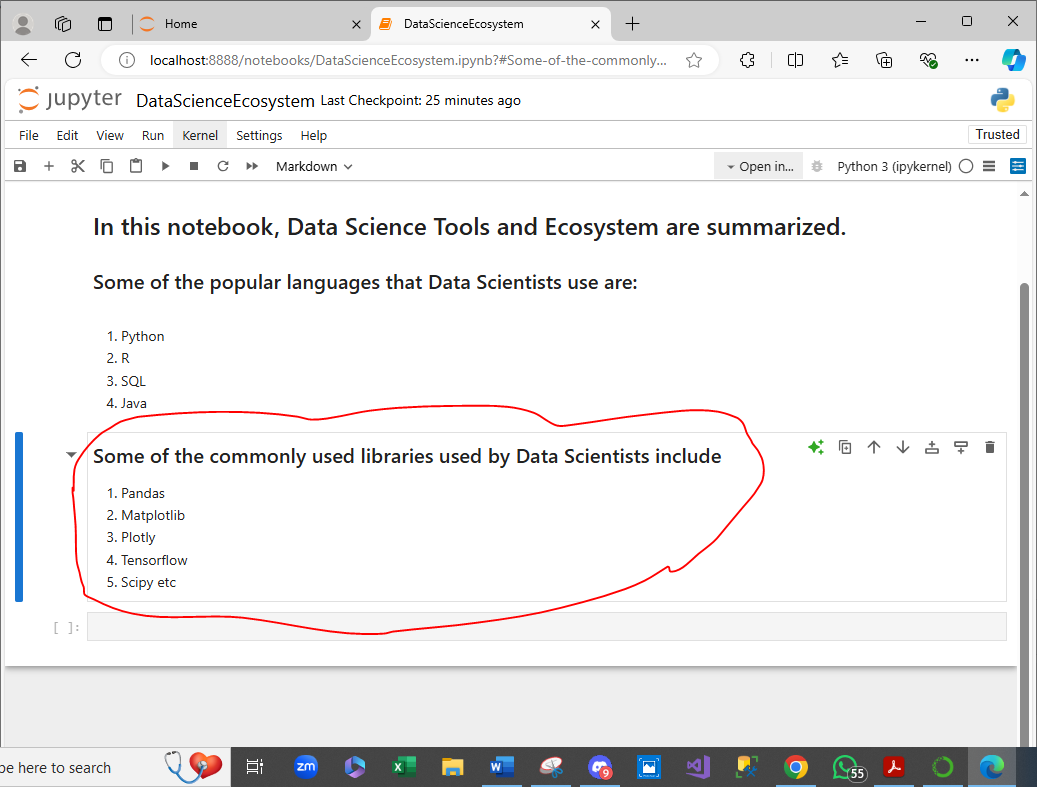 Home
DataScienceEcosystem
localhost:8888/notebooks/DataScienceEcosystem.ipynb?#Some-of-the-commonly...
jupyter DataScienceEcosystem Last Checkpoint: 25 minutes ago
File Edit View Run Kernel Settings Help Trusted
Markdown Open in... Python 3 (ipykernel)
In this notebook, Data Science Tools and Ecosystem are summarized.
Some of the popular languages that Data Scientists use are:
1. Python
2. R
3. SQL
4. Java
Some of the commonly used libraries used by Data Scientists include
1. Pandas
2. Matplotlib
3. Plotly
4. Tensorflow
5. Scipy etc
[ ]:
pe here to search zm 9 55